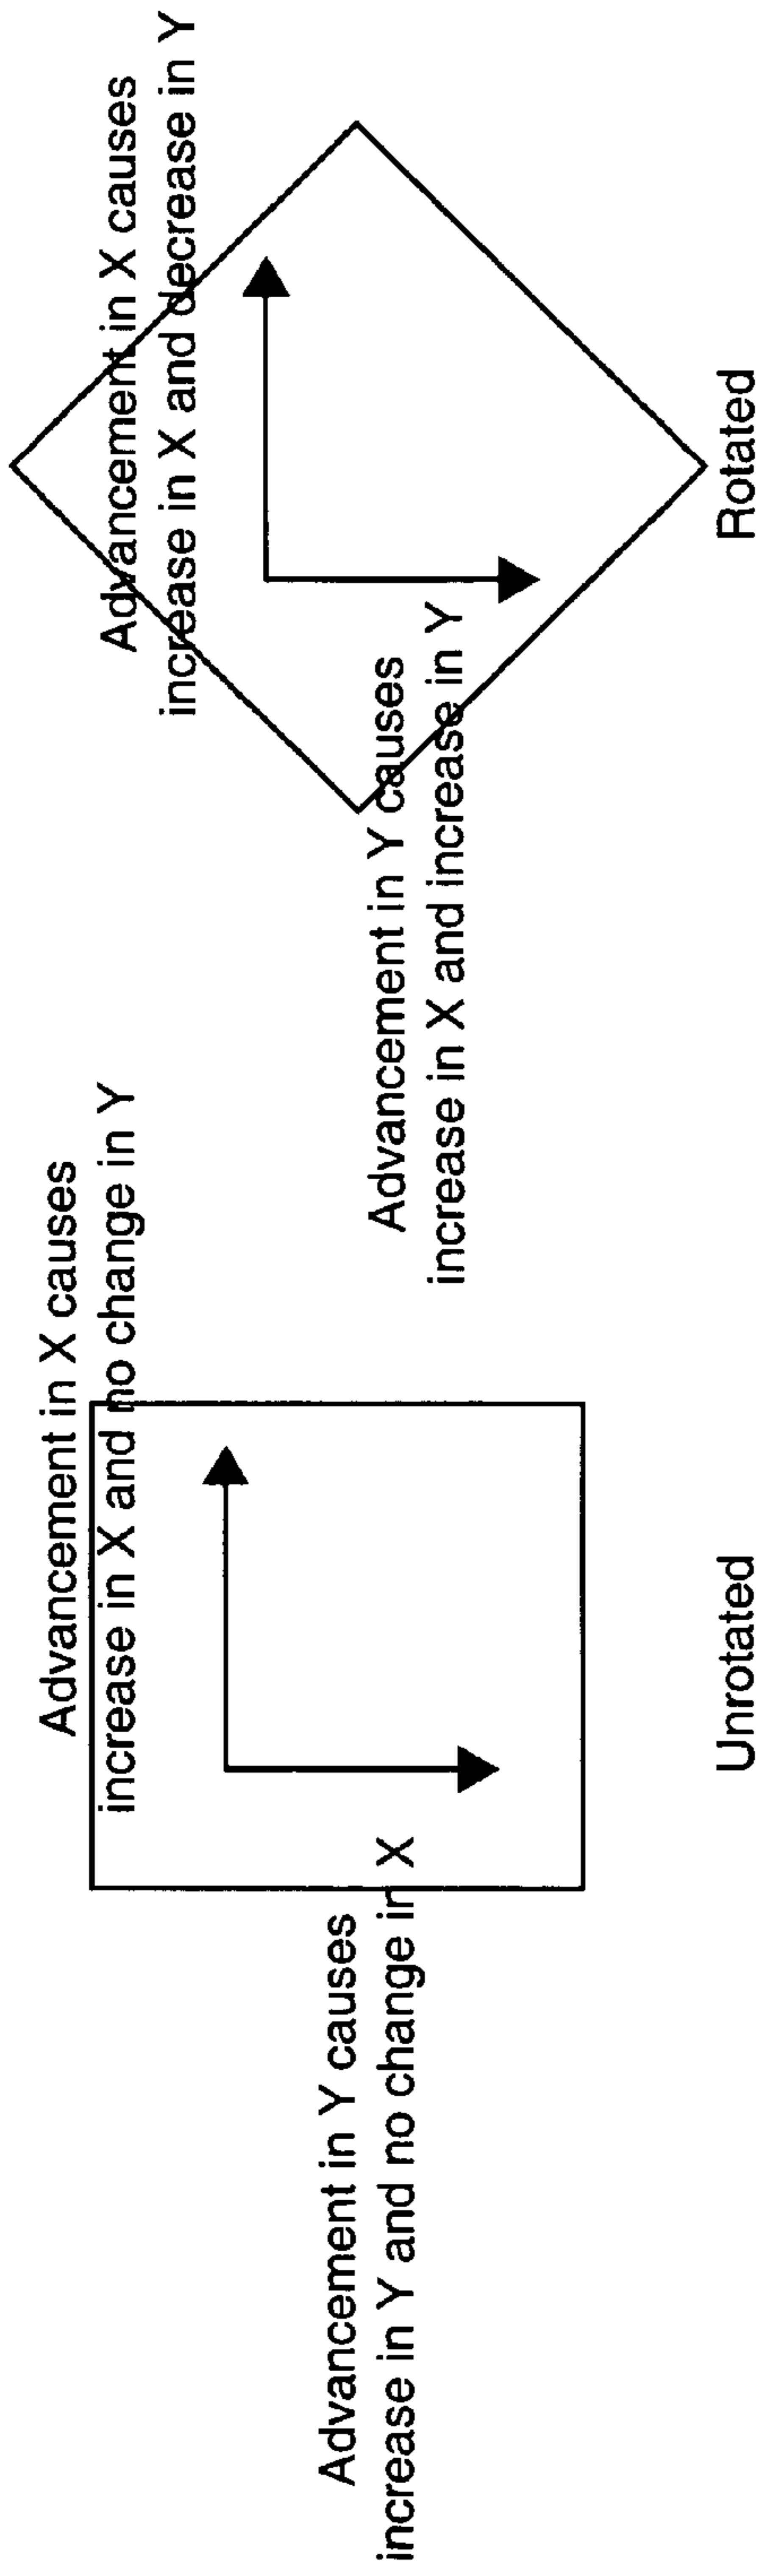 Advancement in X causes
increase in X and no change in Y
Advancement in Y causes
increase in Y and no change in X
Unrotated
Advancement in X causes
increase in X and decrease in Y
Advancement in Y causes
increase in X and increase in Y
Rotated